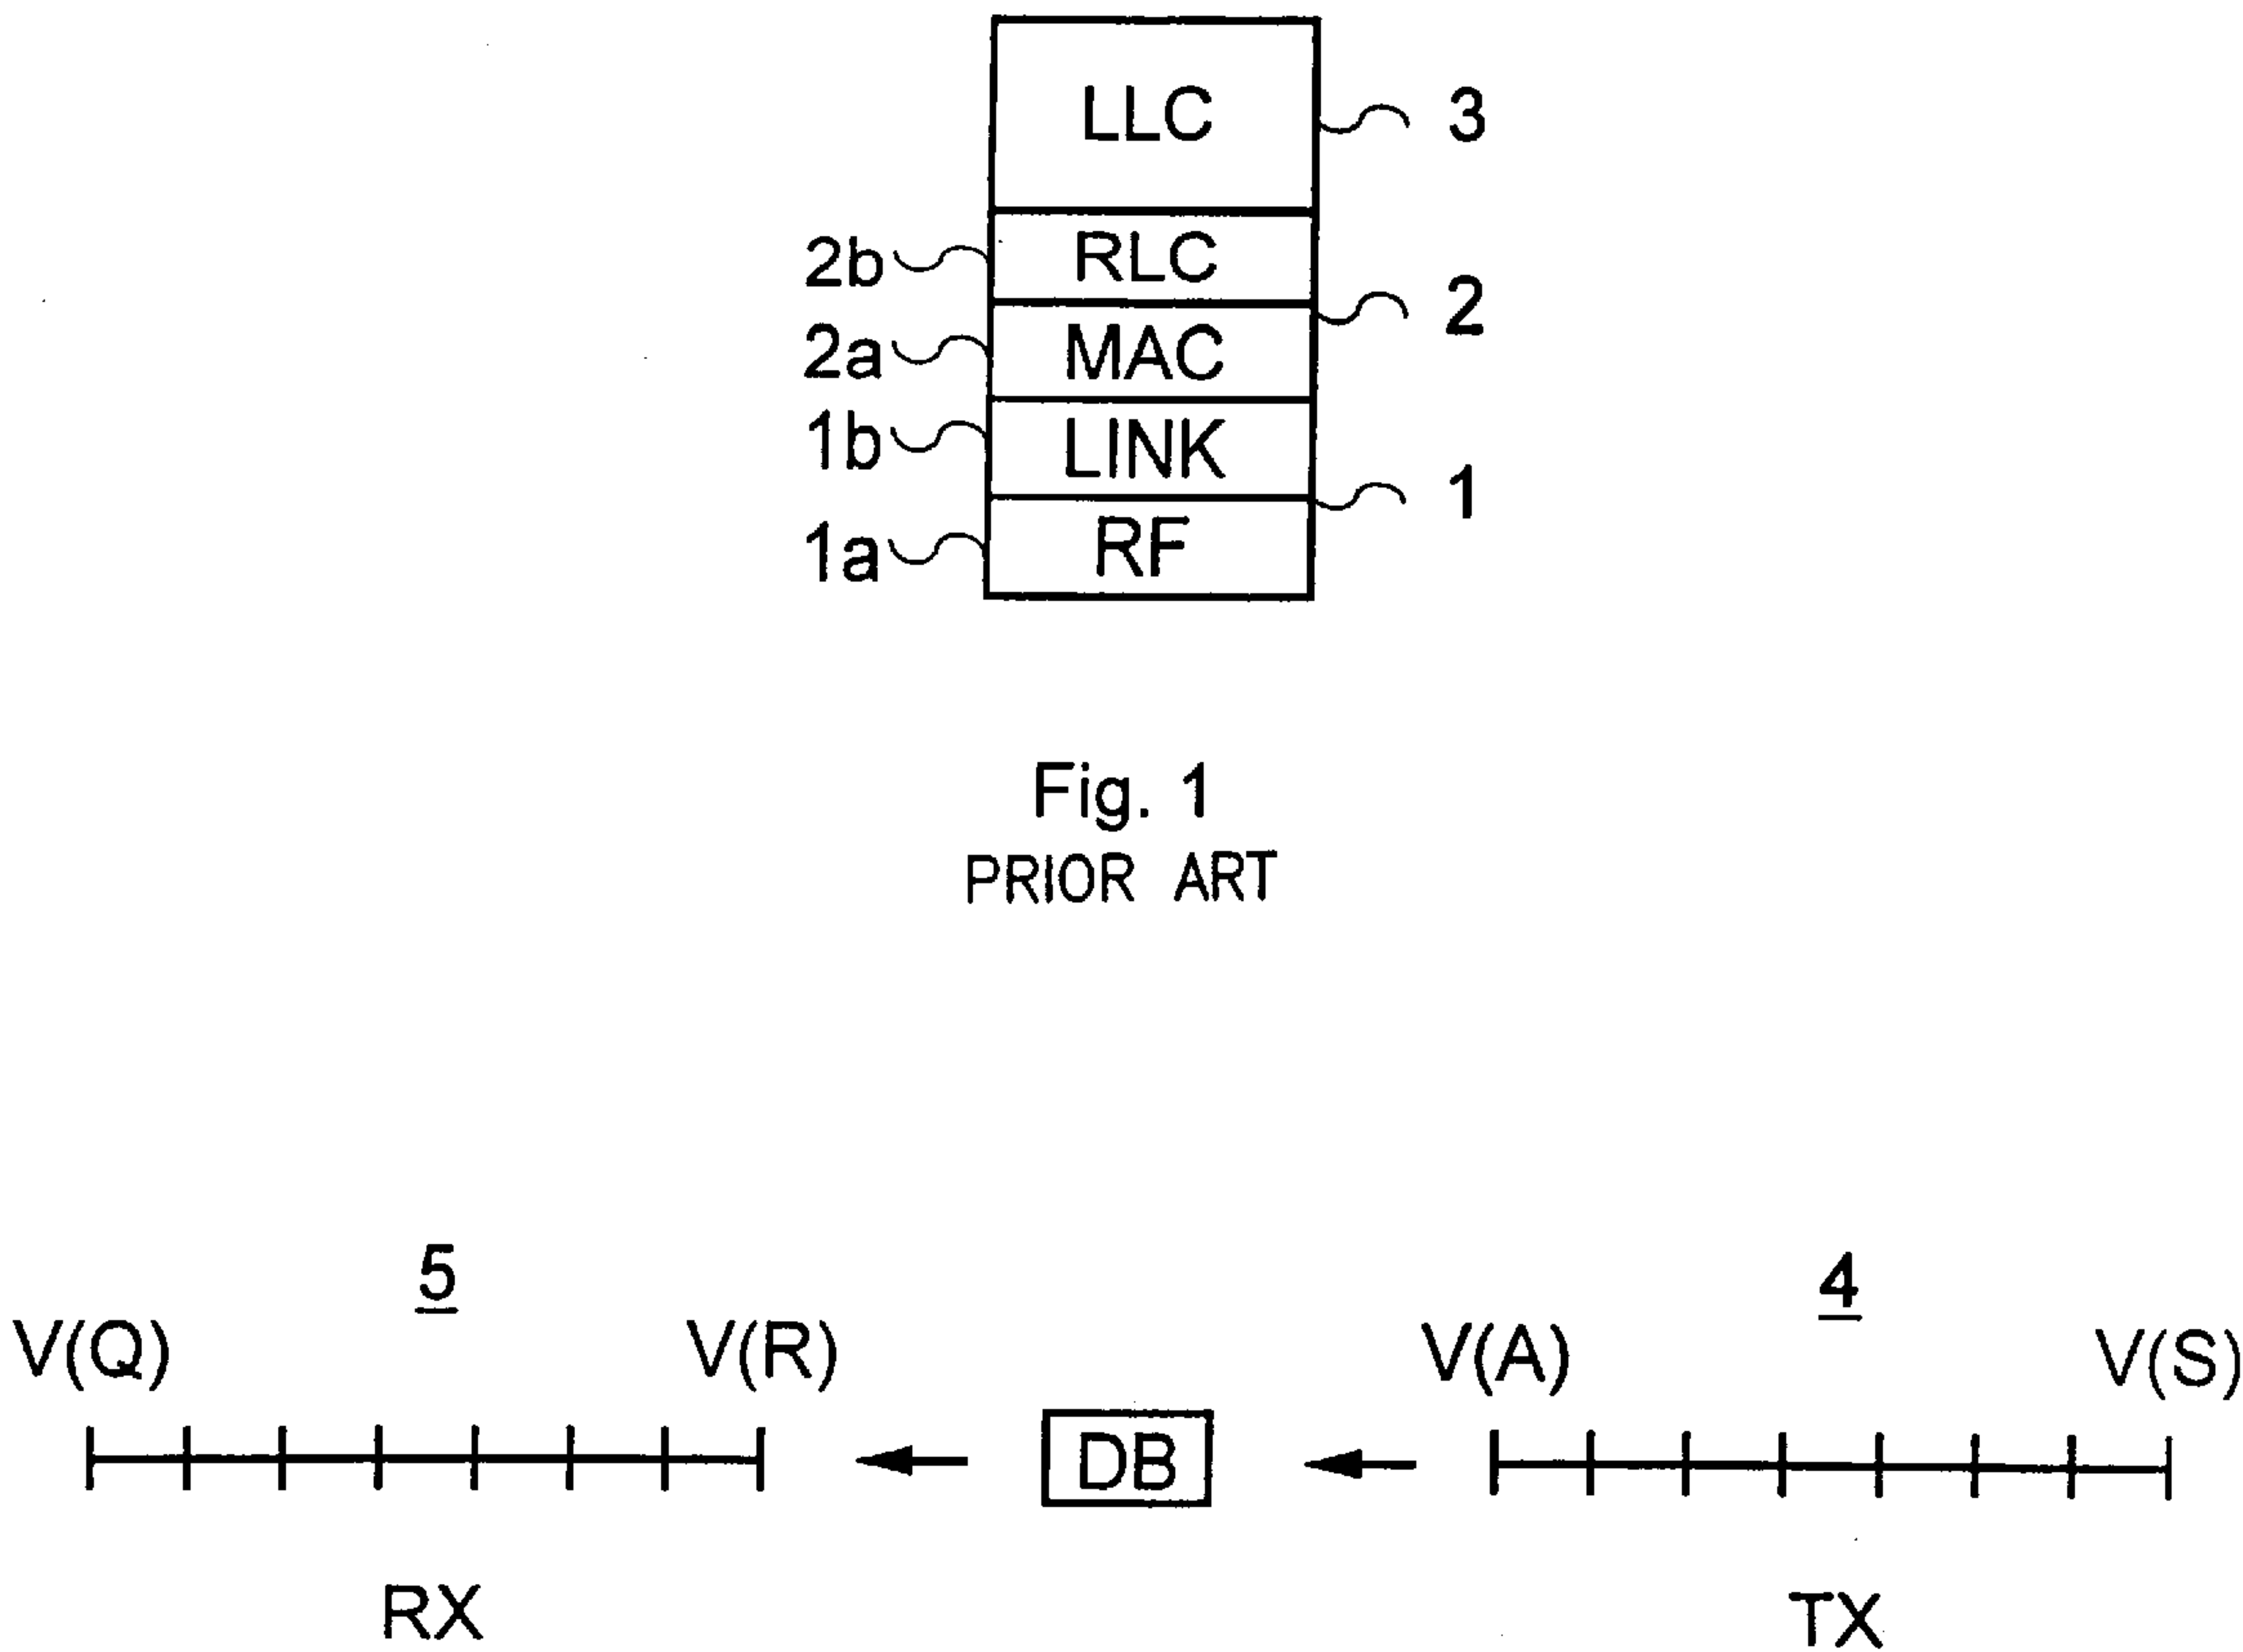 LLC 3
2b RLC
2
2a MAC
1b LINK
1
1a RF
Fig. 1
PRIOR ART
5 4
V(Q) V(R) V(A) V(S)
DB
RX TX